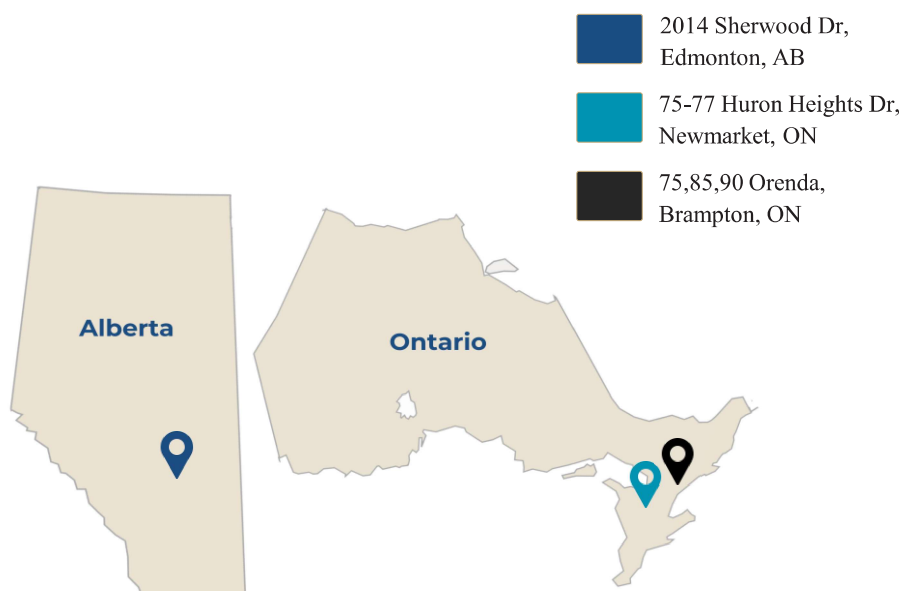 2014 Sherwood Dr,
Edmonton, AB
75-77 Huron Heights Dr,
Newmarket, ON
75,85,90 Orenda,
Brampton, ON
Alberta
Ontario